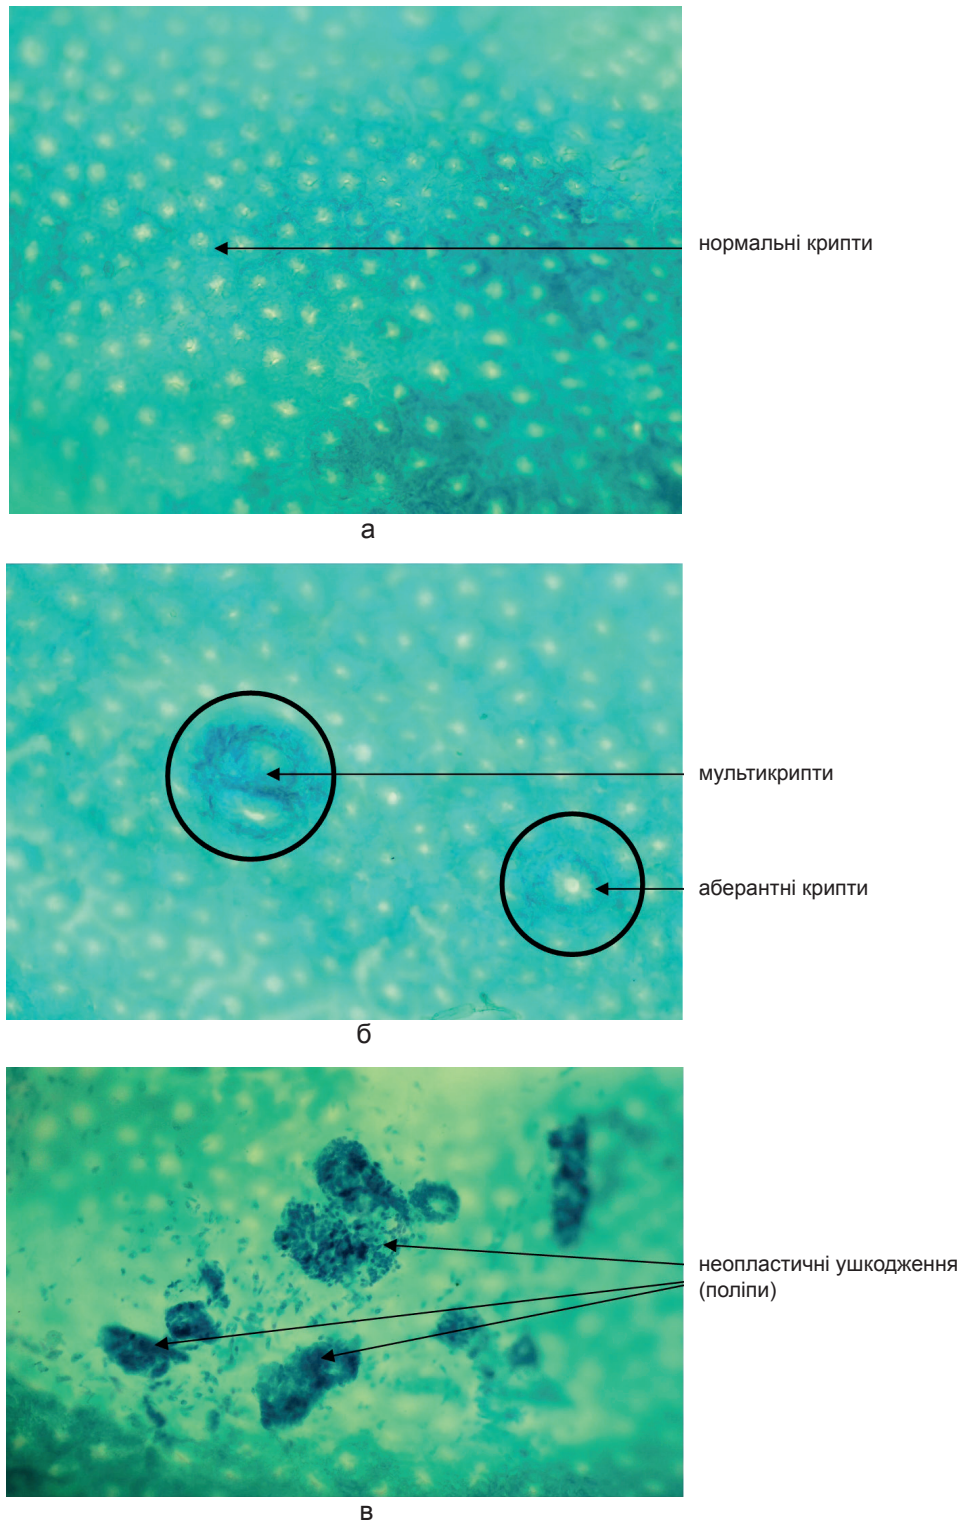 нормальні крипти
а
мультикрипти
аберантні крипти
б
неопластичні ушкодження
(поліпи)
в